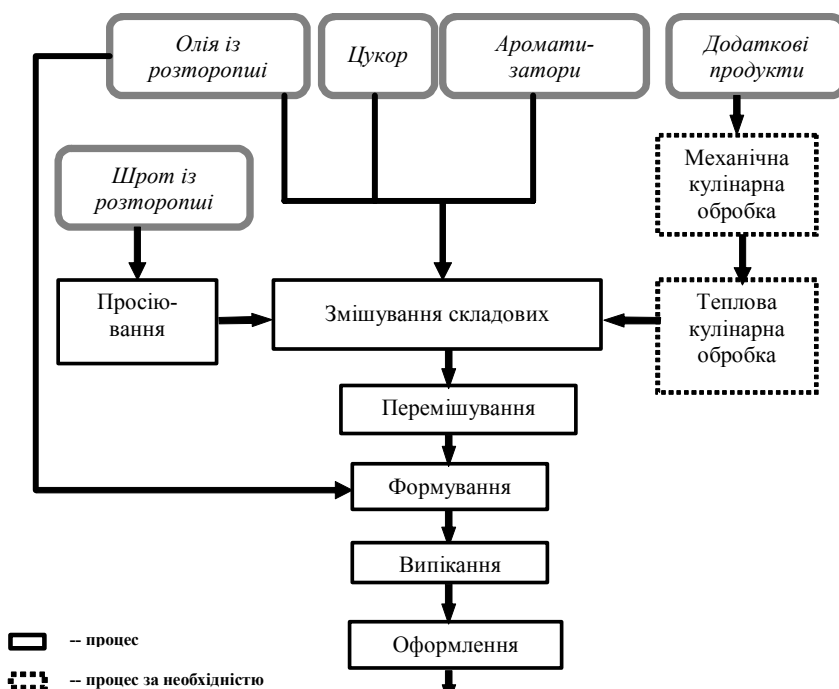 Олія із
розторопші
Цукор
Аромати-
затори
Додаткові
продукти
Шрот із
розторопші
Механічна
кулінарна
обробка
Просію-
вання
Змішування складових
Теплова
кулінарна
обробка
Перемішування
Формування
Випікання
Оформлення
-- процес
-- процес за необхідністю